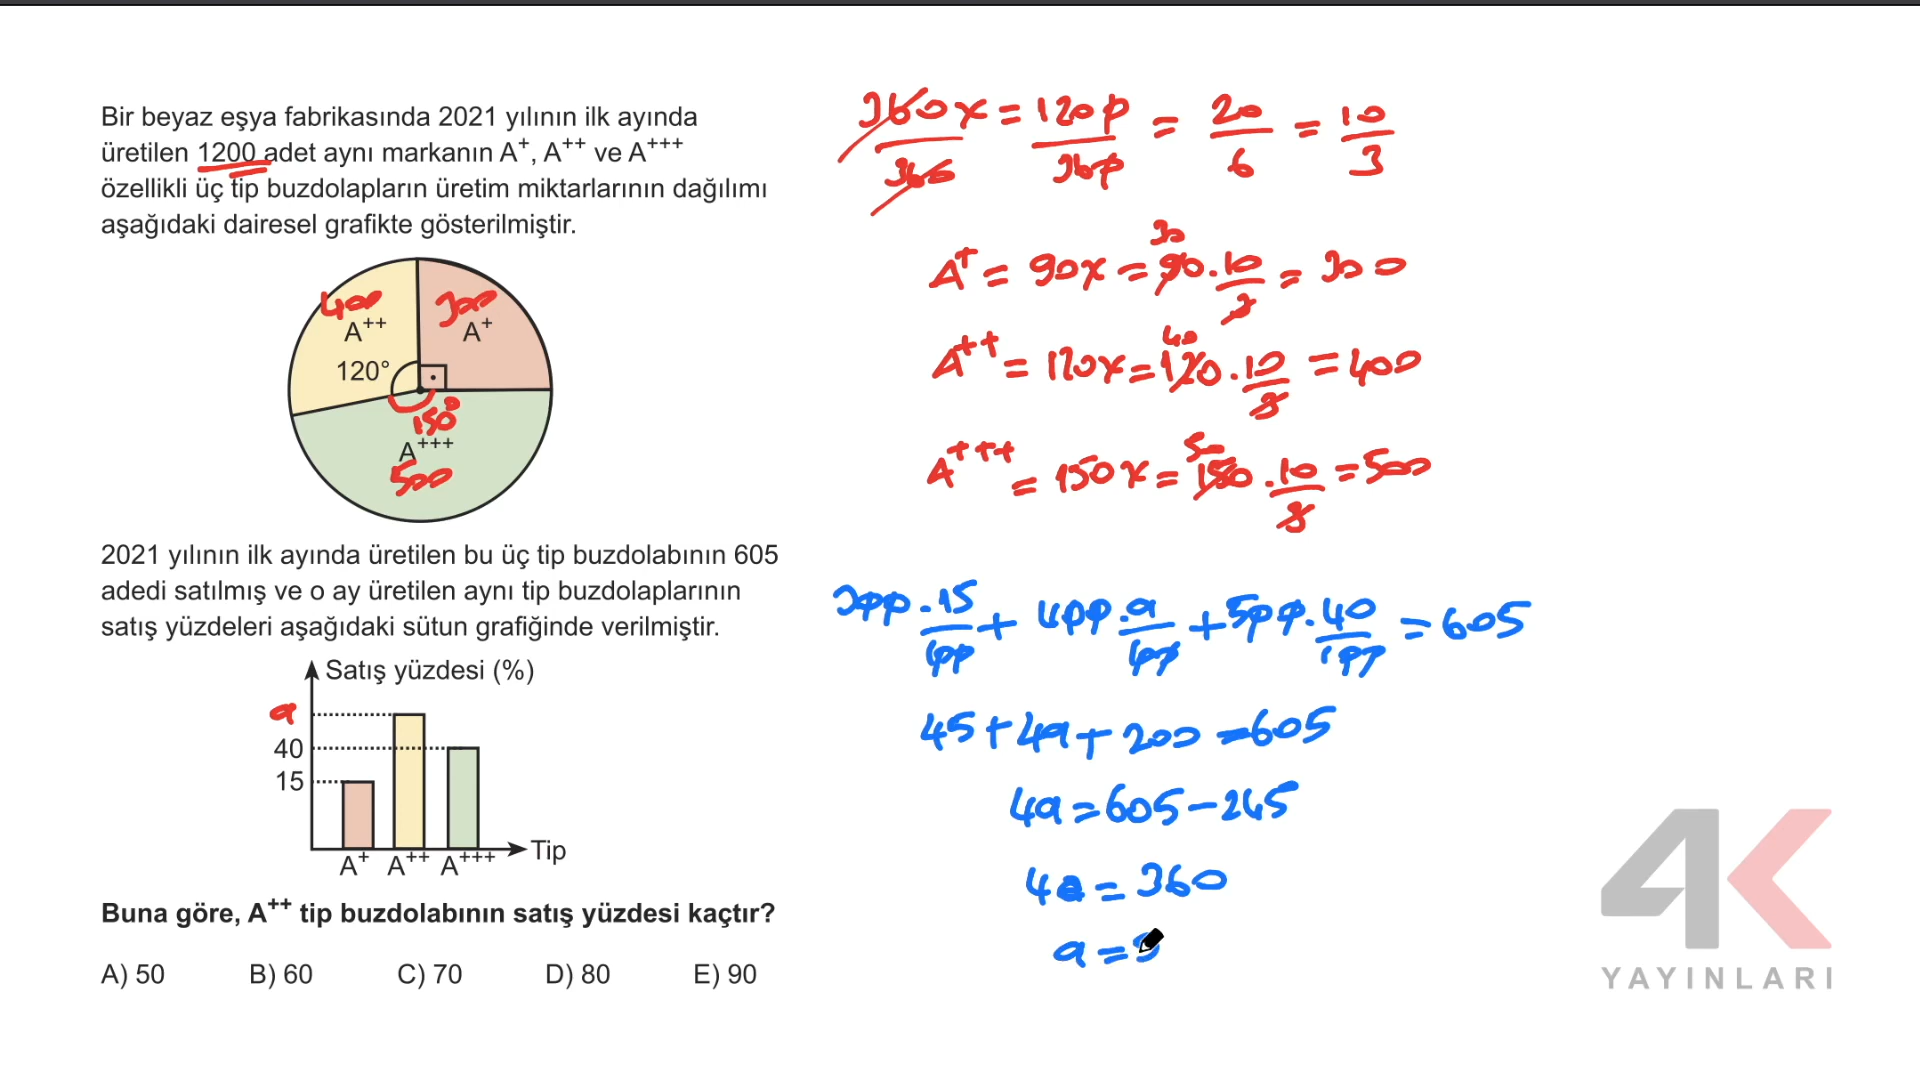 Bir beyaz eşya fabrikasında 2021 yılının ilk ayında
üretilen 1200 adet aynı markanın A⁺, A⁺⁺ ve A⁺⁺⁺
özellikli üç tip buzdolapların üretim miktarlarının dağılımı
aşağıdaki dairesel grafikte gösterilmiştir.
400 300
A⁺⁺ A⁺
120°
150°
A⁺⁺⁺
500
2021 yılının ilk ayında üretilen bu üç tip buzdolabının 605
adedi satılmış ve o ay üretilen aynı tip buzdolaplarının
satış yüzdeleri aşağıdaki sütun grafiğinde verilmiştir.
Satış yüzdesi (%)
a
40
15
A⁺ A⁺⁺ A⁺⁺⁺ Tip
Buna göre, A⁺⁺ tip buzdolabının satış yüzdesi kaçtır?
A) 50 B) 60 C) 70 D) 80 E) 90
360x/360 = 1200/360 = 20/6 = 10/3
A⁺ = 90x = 90 . 10/3 = 300
30
A⁺⁺ = 120x = 120 . 10/3 = 400
40
A⁺⁺⁺ = 150x = 150 . 10/3 = 500
50
300 . 15/100 + 400 . a/100 + 500 . 40/100 = 605
45 + 4a + 200 = 605
4a = 605 - 245
4a = 360
a =
4K
YAYINLARI